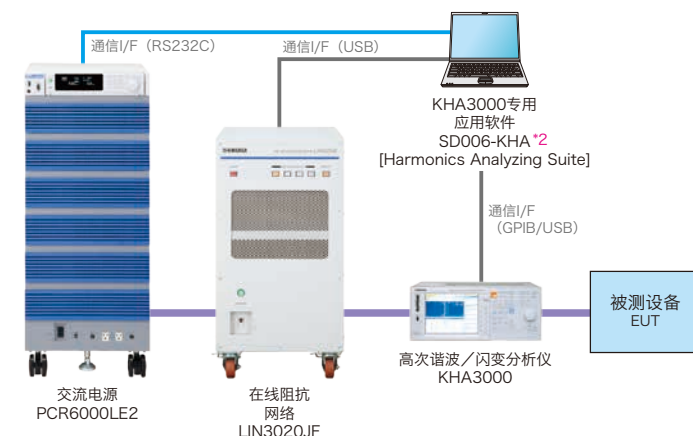 通信I/F（RS232C）
通信I/F（USB）
KHA3000专用
应用软件
SD006-KHA *2
[Harmonics Analyzing Suite]
通信I/F
（GPIB/USB）
被测设备
EUT
高次谐波／闪变分析仪
KHA3000
交流电源
PCR6000LE2
在线阻抗
网络
LIN3020JF